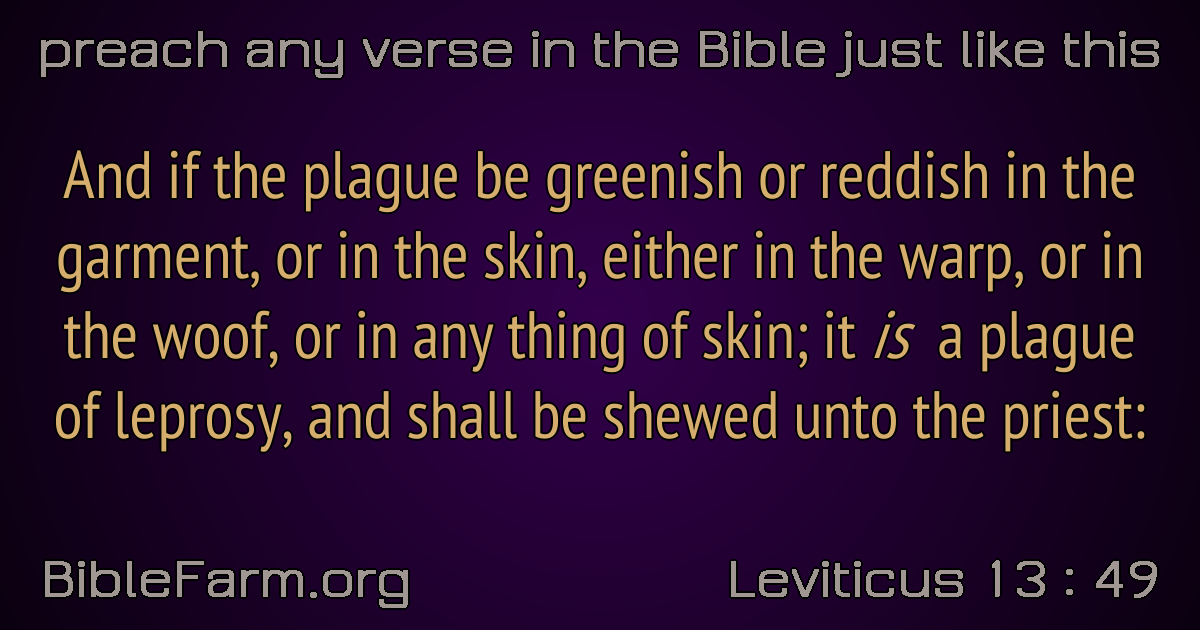 preach any verse in the Bible just like this
And if the plague be greenish or reddish in the
garment, or in the skin, either in the warp, or in
the woof, or in any thing of skin; it is a plague
of leprosy, and shall be shewed unto the priest:
BibleFarm.org
Leviticus 13 : 49